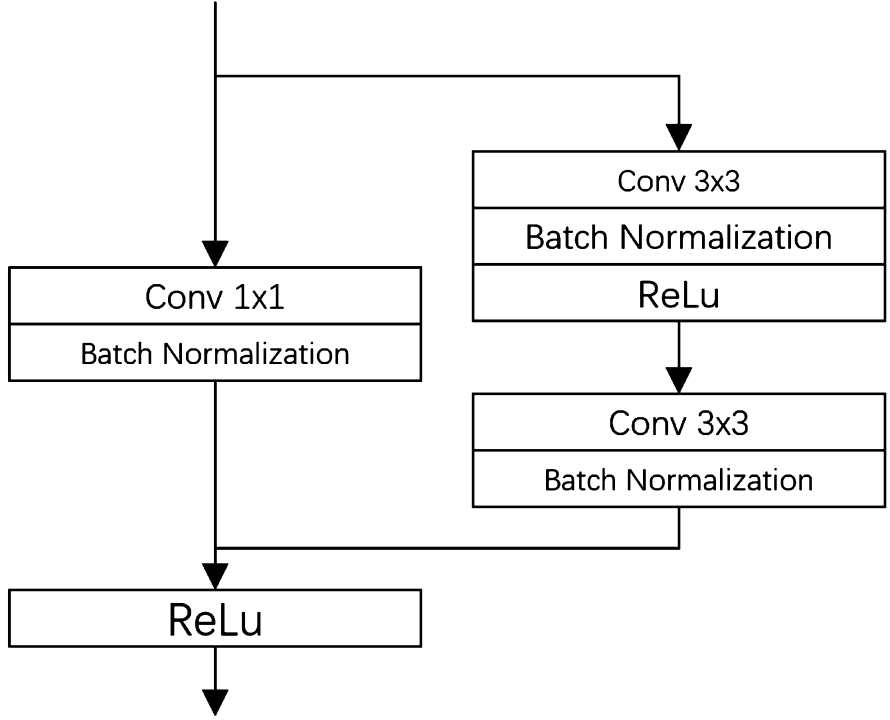 Conv 3x3
Batch Normalization
ReLu
Conv 1x1
Batch Normalization
Conv 3x3
Batch Normalization
ReLu